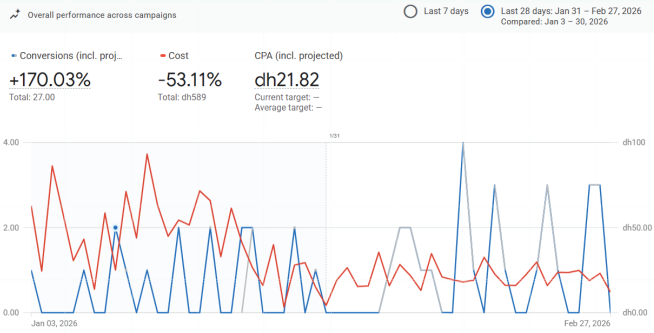 Overall performance across campaigns
Last 7 days
Last 28 days: Jan 31 – Feb 27, 2026
Compared: Jan 3 – 30, 2026
Conversions (incl. proj...
Cost
CPA (incl. projected)
+170.03%
-53.11%
dh21.82
Total: 27.00
Total: dh589
Current target: —
Average target: —
1/31
4.00
dh100
2.00
dh50.00
0.00
dh0.00
Jan 03, 2026
Feb 27, 2026